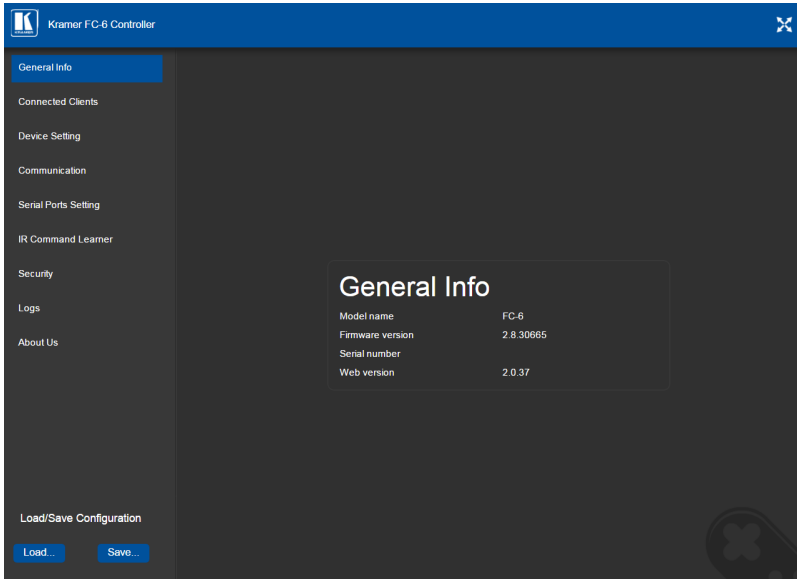 Kramer FC-6 Controller
General Info
Connected Clients
Device Setting
Communication
Serial Ports Setting
IR Command Learner
Security
Logs
About Us
General Info
Model name FC-6
Firmware version 2.8.30665
Serial number
Web version 2.0.37
Load/Save Configuration
Load... Save...